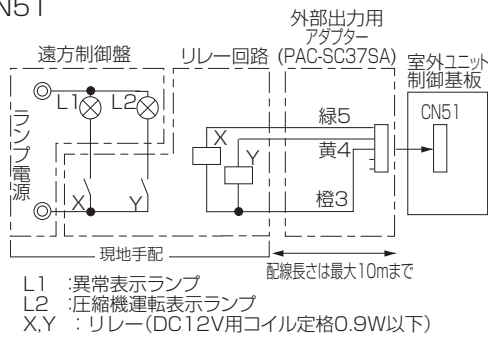 CN51
外部出力用
アダプター
(PAC-SC37SA)
遠方制御盤
リレー回路
室外ユニット
制御基板
L1
L2
CN51
ランプ電源
X
Y
緑5
黄4
橙3
X
Y
現地手配
配線長さは最大10mまで
L1 :異常表示ランプ
L2 :圧縮機運転表示ランプ
X,Y :リレー(DC12V用コイル定格0.9W以下)